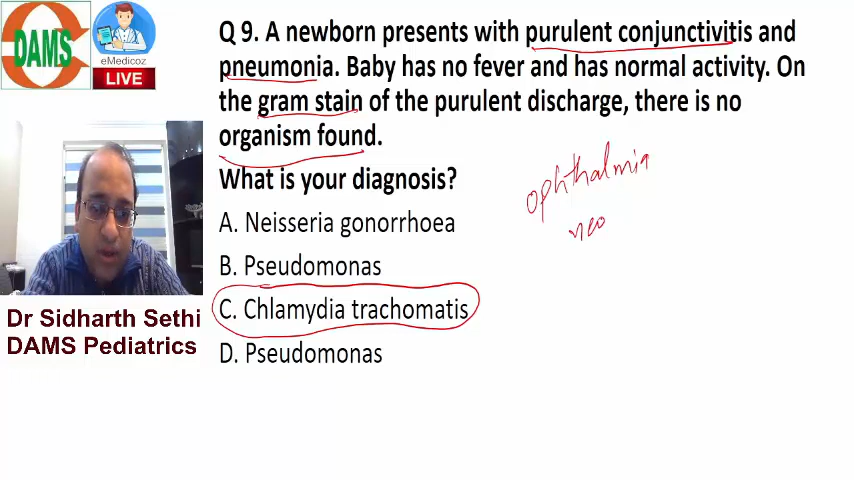 DAMS
eMedicoz
LIVE
Q 9. A newborn presents with purulent conjunctivitis and
pneumonia. Baby has no fever and has normal activity. On
the gram stain of the purulent discharge, there is no
organism found.
What is your diagnosis?
A. Neisseria gonorrhoea
B. Pseudomonas
C. Chlamydia trachomatis
D. Pseudomonas
ophthalmia
neo
Dr Sidharth Sethi
DAMS Pediatrics